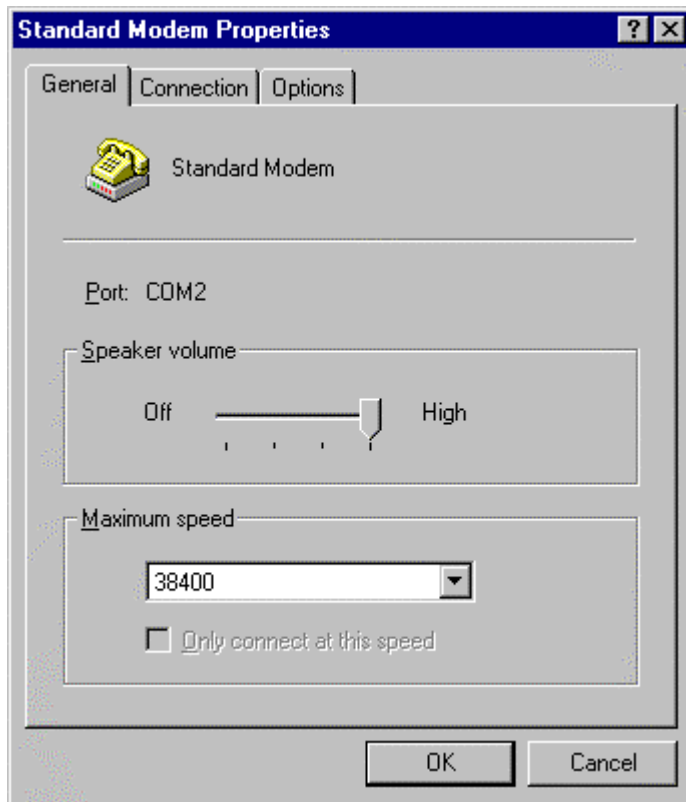 Standard Modem Properties
General Connection Options
Standard Modem
Port: COM2
Speaker volume
Off High
Maximum speed
38400
Only connect at this speed
OK Cancel